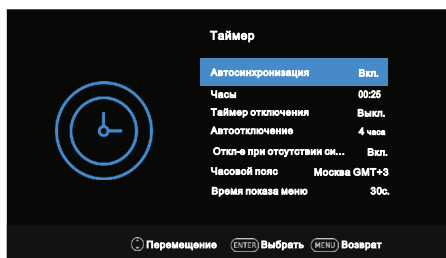 Таймер
Автосинхронизация Вкл.
Часы 00:25
Таймер отключения Выкл.
Автоотключение 4 часа
Откл-е при отсутствии си... Вкл.
Часовой пояс Москва GMT+3
Время показа меню 30с.
Перемещение ENTER Выбрать MENU Возврат